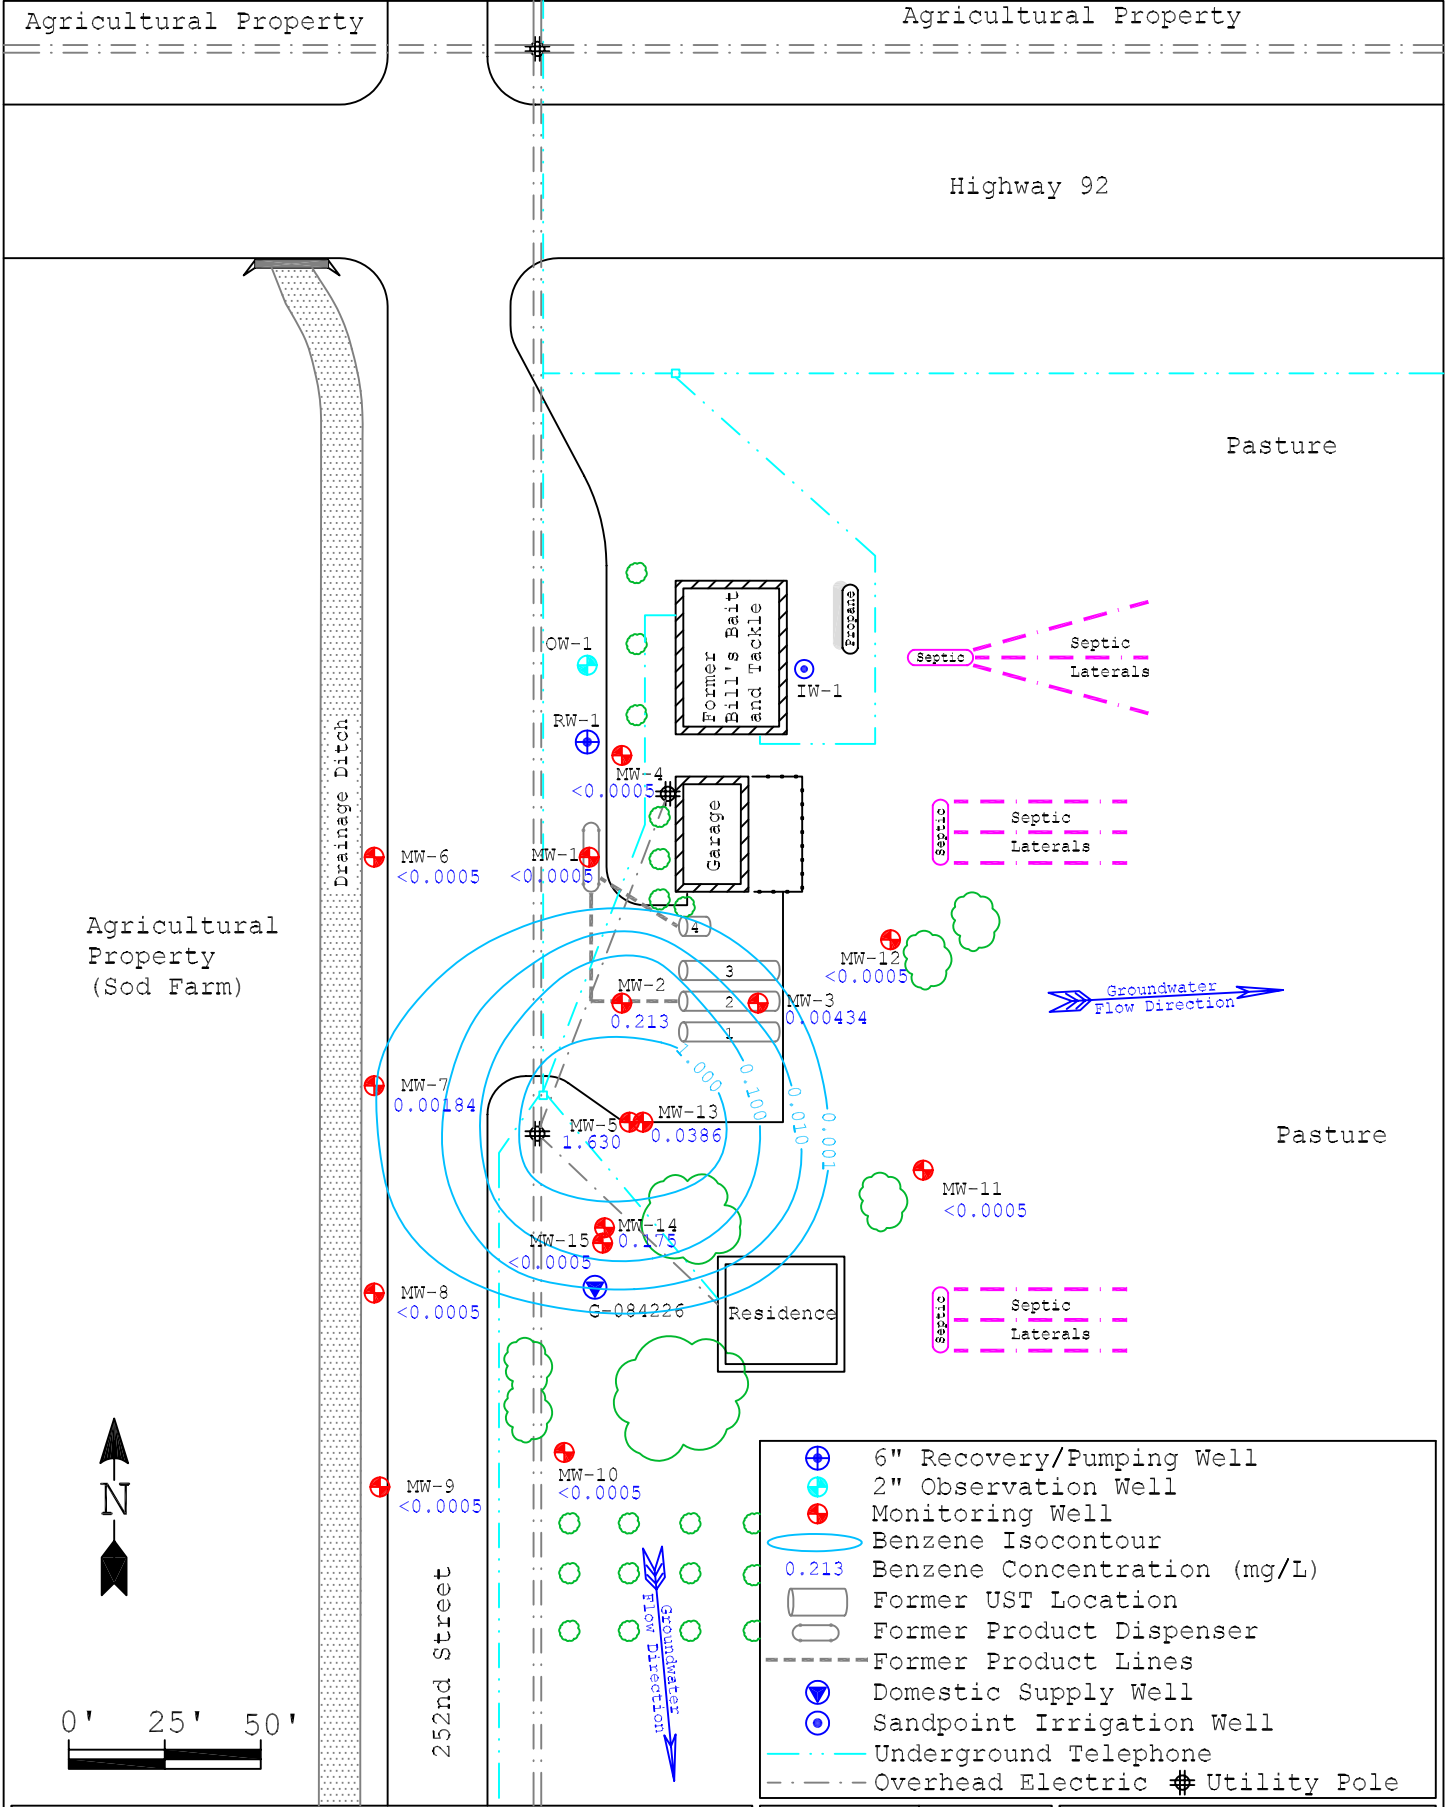 Agricultural Property
Agricultural Property
Highway 92
Pasture
OW-1
Former
Bill's Bait
and Tackle
Propane
IW-1
Septic
Septic
Laterals
RW-1
MW-4
<0.0005
Drainage Ditch
Garage
Septic
Septic
Laterals
MW-6
<0.0005
MW-1
<0.0005
Agricultural
Property
(Sod Farm)
4
3
2
1
MW-2
0.213
MW-3
0.00434
MW-12
<0.0005
Groundwater
Flow Direction
1.000
0.100
0.010
0.001
MW-7
0.00184
MW-5
1.630
MW-13
0.0386
Pasture
MW-11
<0.0005
MW-14
0.175
MW-15
<0.0005
G-084226
Residence
MW-8
<0.0005
Septic
Septic
Laterals
MW-9
<0.0005
MW-10
<0.0005
N
252nd Street
Groundwater
Flow Direction
0' 25' 50'
6" Recovery/Pumping Well
2" Observation Well
Monitoring Well
Benzene Isocontour
0.213 Benzene Concentration (mg/L)
Former UST Location
Former Product Dispenser
Former Product Lines
Domestic Supply Well
Sandpoint Irrigation Well
Underground Telephone
Overhead Electric Utility Pole